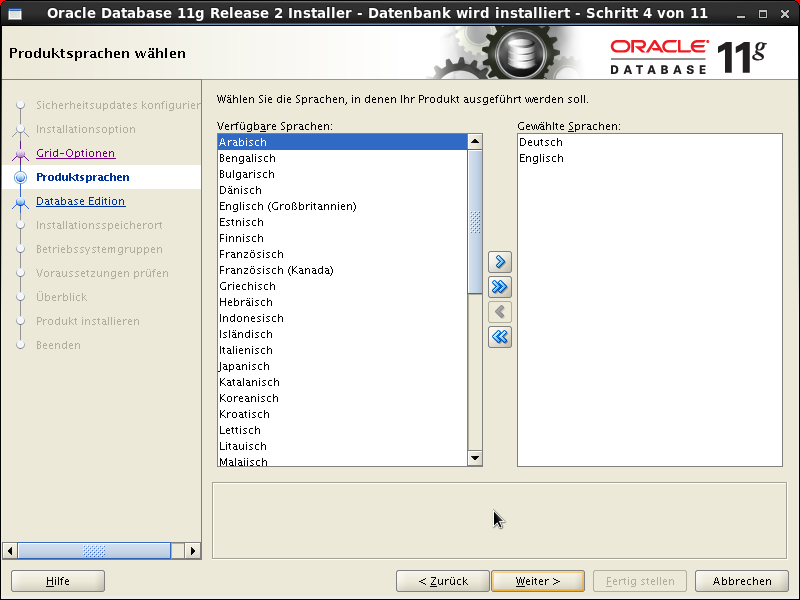 Oracle Database 11g Release 2 Installer - Datenbank wird installiert - Schritt 4 von 11
Produktsprachen wählen
ORACLE
DATABASE 11g
Sicherheitsupdates konfigurier
Installationsoption
Grid-Optionen
Produktsprachen
Database Edition
Installationsspeicherort
Betriebssystemgruppen
Voraussetzungen prüfen
Überblick
Produkt installieren
Beenden
Wählen Sie die Sprachen, in denen Ihr Produkt ausgeführt werden soll.
Verfügbare Sprachen:
Arabisch
Bengalisch
Bulgarisch
Dänisch
Englisch (Großbritannien)
Estnisch
Finnisch
Französisch
Französisch (Kanada)
Griechisch
Hebräisch
Indonesisch
Isländisch
Italienisch
Japanisch
Katalanisch
Koreanisch
Kroatisch
Lettisch
Litauisch
Malaiisch
Gewählte Sprachen:
Deutsch
Englisch
Hilfe
< Zurück
Weiter >
Fertig stellen
Abbrechen